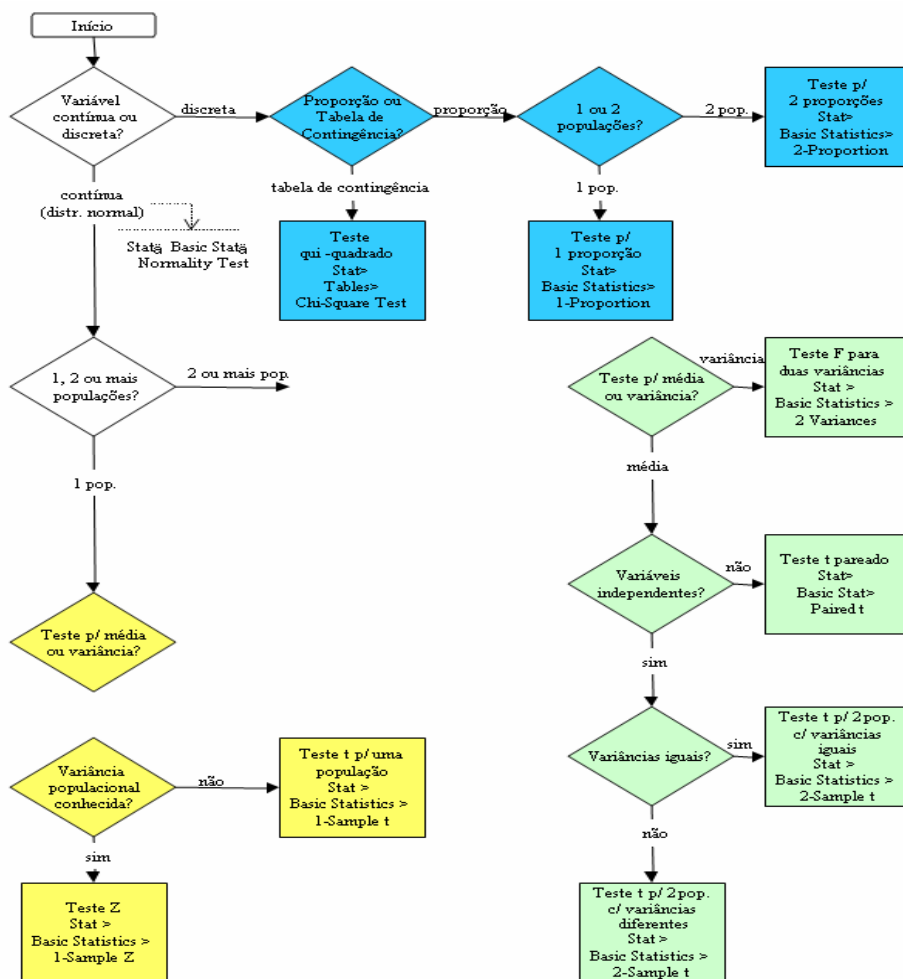 Início
Variável
contínua ou
discreta?
discreta
Proporção ou
Tabela de
Contingência?
proporção
1 ou 2
populações?
2 pop.
Teste p/
2 proporções
Stat>
Basic Statistics>
2-Proportion
contínua
(distr. normal)
Statä Basic Statä
Normality Test
tabela de contingência
Teste
qui -quadrado
Stat>
Tables>
Chi-Square Test
1 pop.
Teste p/
1 proporção
Stat>
Basic Statistics>
1-Proportion
1, 2 ou mais
populações?
2 ou mais pop.
Teste p/ média
ou variância?
variância
Teste F para
duas variâncias
Stat >
Basic Statistics >
2 Variances
1 pop.
média
Variáveis
independentes?
não
Teste t pareado
Stat>
Basic Stat>
Paired t
Teste p/ média
ou variância?
sim
Variância
populacional
conhecida?
não
Teste t p/ uma
população
Stat >
Basic Statistics >
1-Sample t
Variâncias iguais?
sim
Teste t p/ 2 pop.
c/ variâncias
iguais
Stat >
Basic Statistics >
2-Sample t
sim
Teste Z
Stat >
Basic Statistics >
1-Sample Z
não
Teste t p/ 2 pop.
c/ variâncias
diferentes
Stat >
Basic Statistics >
2-Sample t